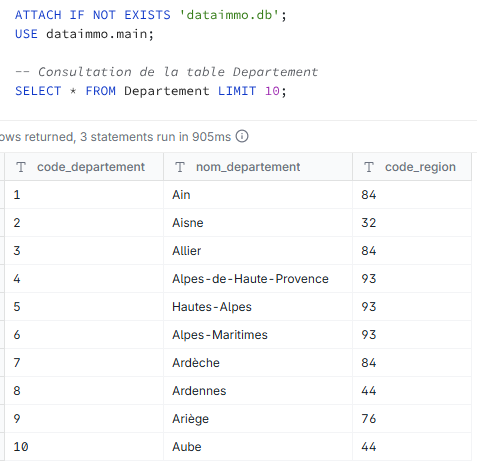 ATTACH IF NOT EXISTS 'dataimmo.db';
USE dataimmo.main;
-- Consultation de la table Departement
SELECT * FROM Departement LIMIT 10;
ows returned, 3 statements run in 905ms
T code_departement T nom_departement T code_region
1 Ain 84
2 Aisne 32
3 Allier 84
4 Alpes-de-Haute-Provence 93
5 Hautes-Alpes 93
6 Alpes-Maritimes 93
7 Ardèche 84
8 Ardennes 44
9 Ariège 76
10 Aube 44